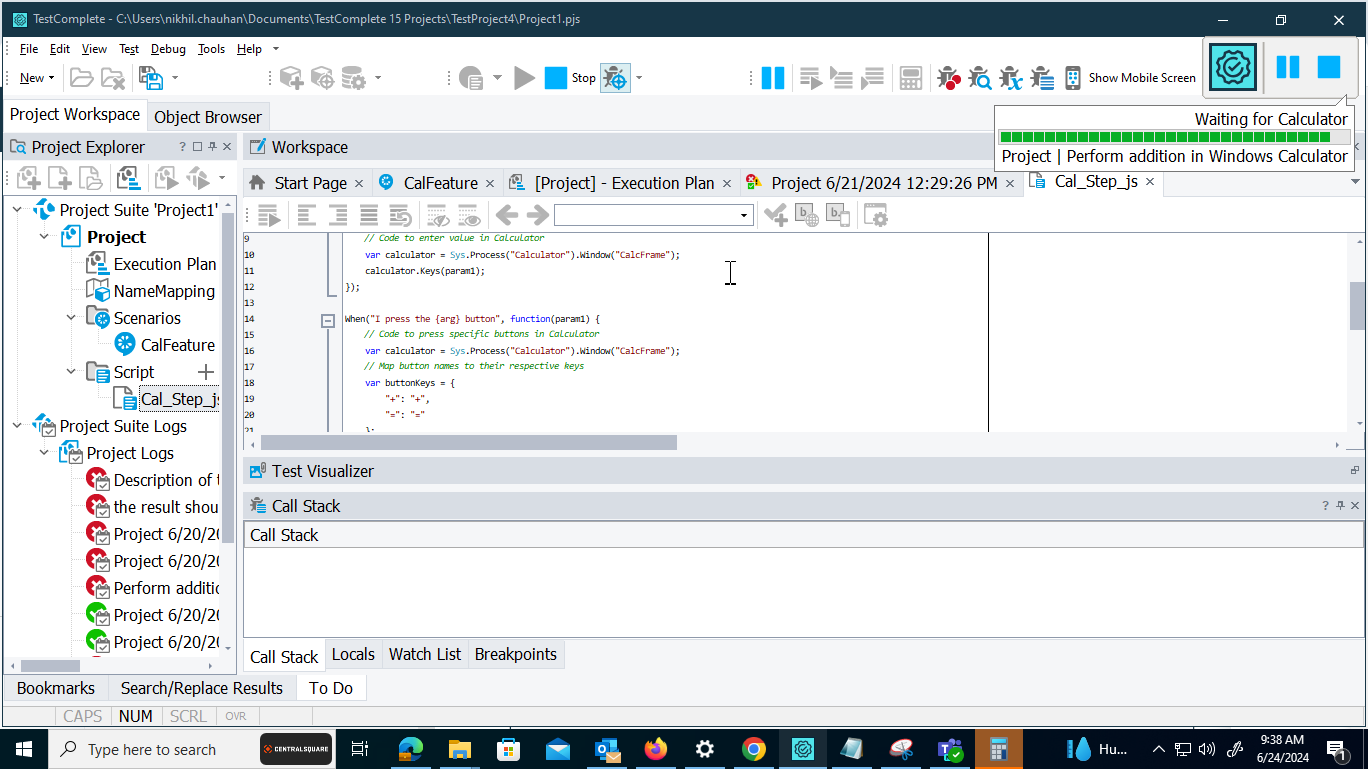 TestComplete - C:\Users\nikhil.chauhan\Documents\TestComplete 15 Projects\TestProject4\Project1.pjs
File Edit View Test Debug Tools Help
New Stop Show Mobile Screen
Waiting for Calculator
Project | Perform addition in Windows Calculator
Project Workspace Object Browser
Project Explorer ?
Workspace
Start Page CalFeature [Project] - Execution Plan Project 6/21/2024 12:29:26 PM Cal_Step_js
Project Suite 'Project1'
Project
Execution Plan
NameMapping
Scenarios
CalFeature
Script
Cal_Step_j
Project Suite Logs
Project Logs
Description of t
the result shou
Project 6/20/20
Project 6/20/20
Perform additic
Project 6/20/20
Project 6/20/20
9 // Code to enter value in Calculator
10 var calculator = Sys.Process("Calculator").Window("CalcFrame");
11 calculator.Keys(param1);
12 });
13
14 When("I press the {arg} button", function(param1) {
15 // Code to press specific buttons in Calculator
16 var calculator = Sys.Process("Calculator").Window("CalcFrame");
17 // Map button names to their respective keys
18 var buttonKeys = {
19 "+": "+",
20 "=": "="
21 };
Test Visualizer
Call Stack ?
Call Stack
Call Stack Locals Watch List Breakpoints
Bookmarks Search/Replace Results To Do
CAPS NUM SCRL OVR
Type here to search CENTRALSQUARE
Hu...
9:38 AM
6/24/2024
1